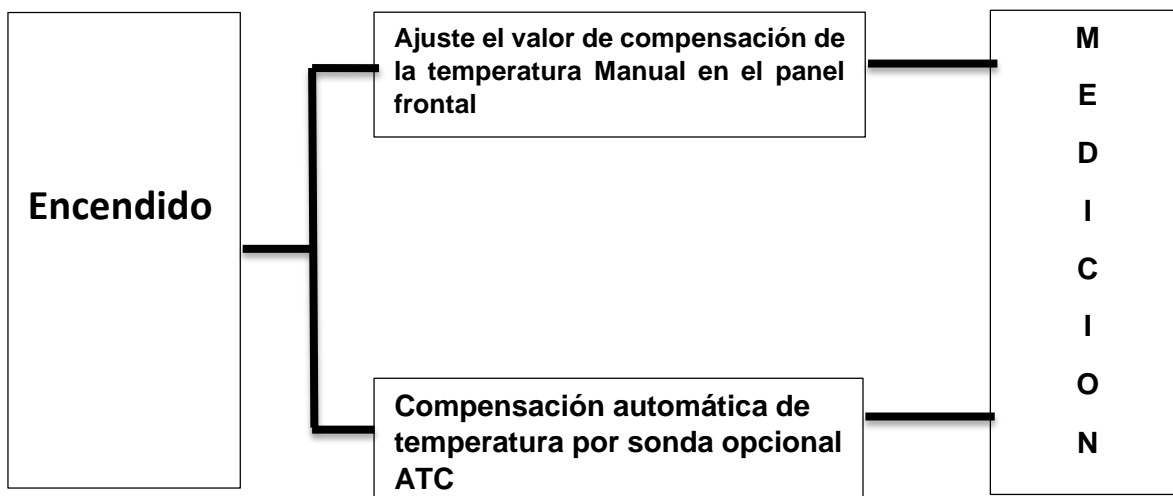 Encendido
Ajuste el valor de compensación de
la temperatura Manual en el panel
frontal
Compensación automática de
temperatura por sonda opcional
ATC
M
E
D
I
C
I
O
N